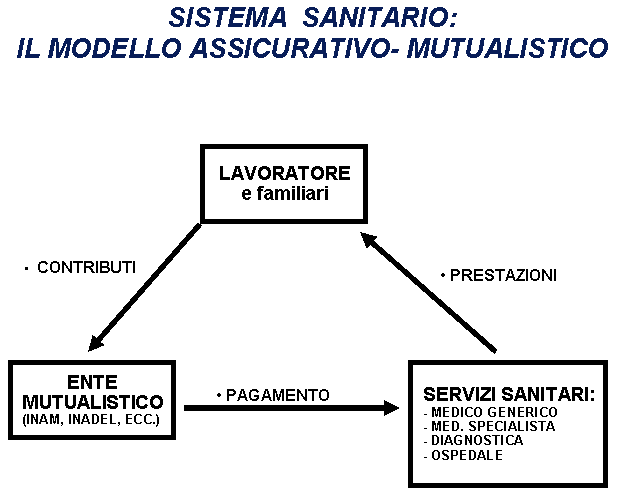 SISTEMA SANITARIO:
IL MODELLO ASSICURATIVO- MUTUALISTICO
LAVORATORE
e familiari
• CONTRIBUTI
• PRESTAZIONI
ENTE
MUTUALISTICO
(INAM, INADEL, ECC.)
• PAGAMENTO
SERVIZI SANITARI:
- MEDICO GENERICO
- MED. SPECIALISTA
- DIAGNOSTICA
- OSPEDALE